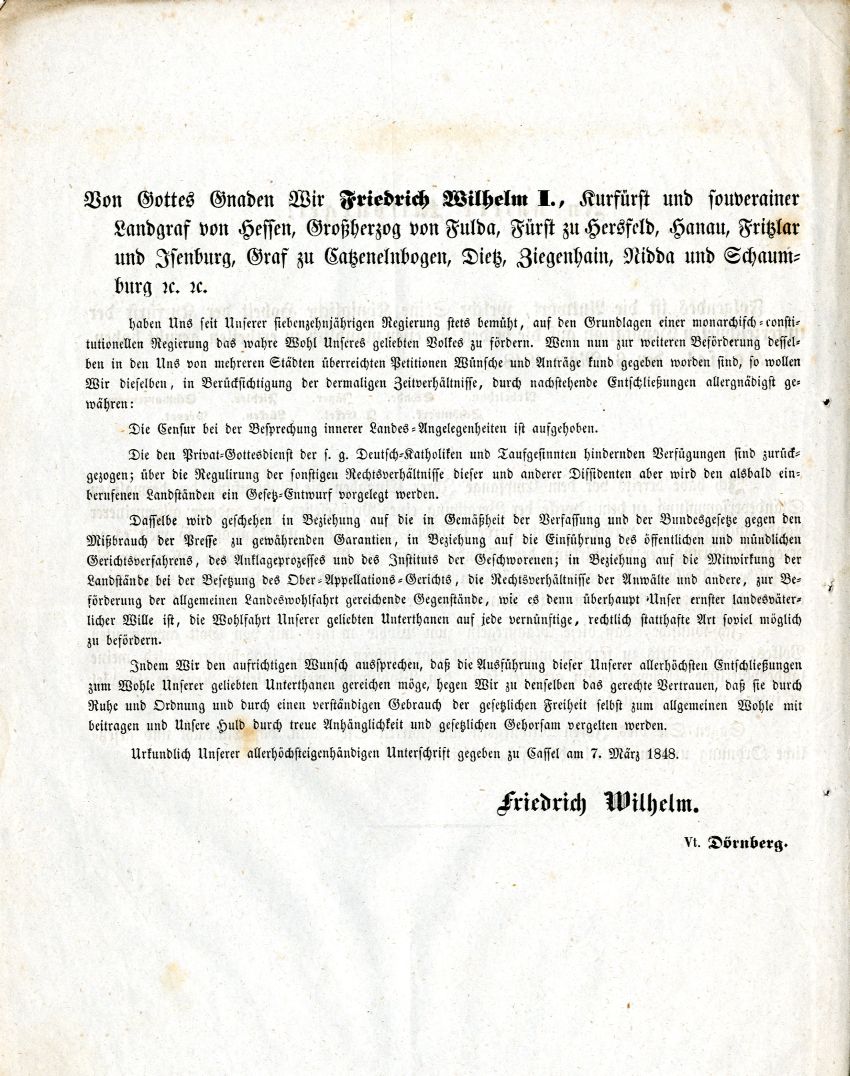 Von Gottes Gnaden Wir Friedrich Wilhelm I., Kurfürst und souverainer
Landgraf von Hessen, Großherzog von Fulda, Fürst zu Hersfeld, Hanau, Fritzlar
und Isenburg, Graf zu Catzenelnbogen, Dietz, Ziegenhain, Nidda und Schaum-
burg ꝛc. ꝛc.
haben Uns seit Unserer siebenzehnjährigen Regierung stets bemüht, auf den Grundlagen einer monarchisch-consti-
tutionellen Regierung das wahre Wohl Unseres geliebten Volkes zu fördern. Wenn nun zur weiteren Beförderung dessel-
ben in den Uns von mehreren Städten überreichten Petitionen Wünsche und Anträge kund gegeben worden sind, so wollen
Wir dieselben, in Berücksichtigung der dermaligen Zeitverhältnisse, durch nachstehende Entschließungen allergnädigst ge-
währen:
Die Censur bei der Besprechung innerer Landes-Angelegenheiten ist aufgehoben.
Die den Privat-Gottesdienst der s. g. Deutsch-Katholiken und Taufgesinnten hindernden Verfügungen sind zurück-
gezogen; über die Regulirung der sonstigen Rechtsverhältnisse dieser und anderer Dissidenten aber wird den alsbald ein-
berufenen Landständen ein Gesetz-Entwurf vorgelegt werden.
Dasselbe wird geschehen in Beziehung auf die in Gemäßheit der Verfassung und der Bundesgesetze gegen den
Mißbrauch der Presse zu gewährenden Garantien, in Beziehung auf die Einführung des öffentlichen und mündlichen
Gerichtsverfahrens, des Anklageprozesses und des Instituts der Geschworenen; in Beziehung auf die Mitwirkung der
Landstände bei der Besetzung des Ober-Appellations-Gerichts, die Rechtsverhältnisse der Anwälte und andere, zur Be-
förderung der allgemeinen Landeswohlfahrt gereichende Gegenstände, wie es denn überhaupt Unser ernster landesväter-
licher Wille ist, die Wohlfahrt Unserer geliebten Unterthanen auf jede vernünftige, rechtlich statthafte Art soviel möglich
zu befördern.
Indem Wir den aufrichtigen Wunsch aussprechen, daß die Ausführung dieser Unserer allerhöchsten Entschließungen
zum Wohle Unserer geliebten Unterthanen gereichen möge, hegen Wir zu denselben das gerechte Vertrauen, daß sie durch
Ruhe und Ordnung und durch einen verständigen Gebrauch der gesetzlichen Freiheit selbst zum allgemeinen Wohle mit
beitragen und Unsere Huld durch treue Anhänglichkeit und gesetzlichen Gehorsam vergelten werden.
Urkundlich Unserer allerhöchsteigenhändigen Unterschrift gegeben zu Cassel am 7. März 1848.
Friedrich Wilhelm.
Vt. Dörnberg.